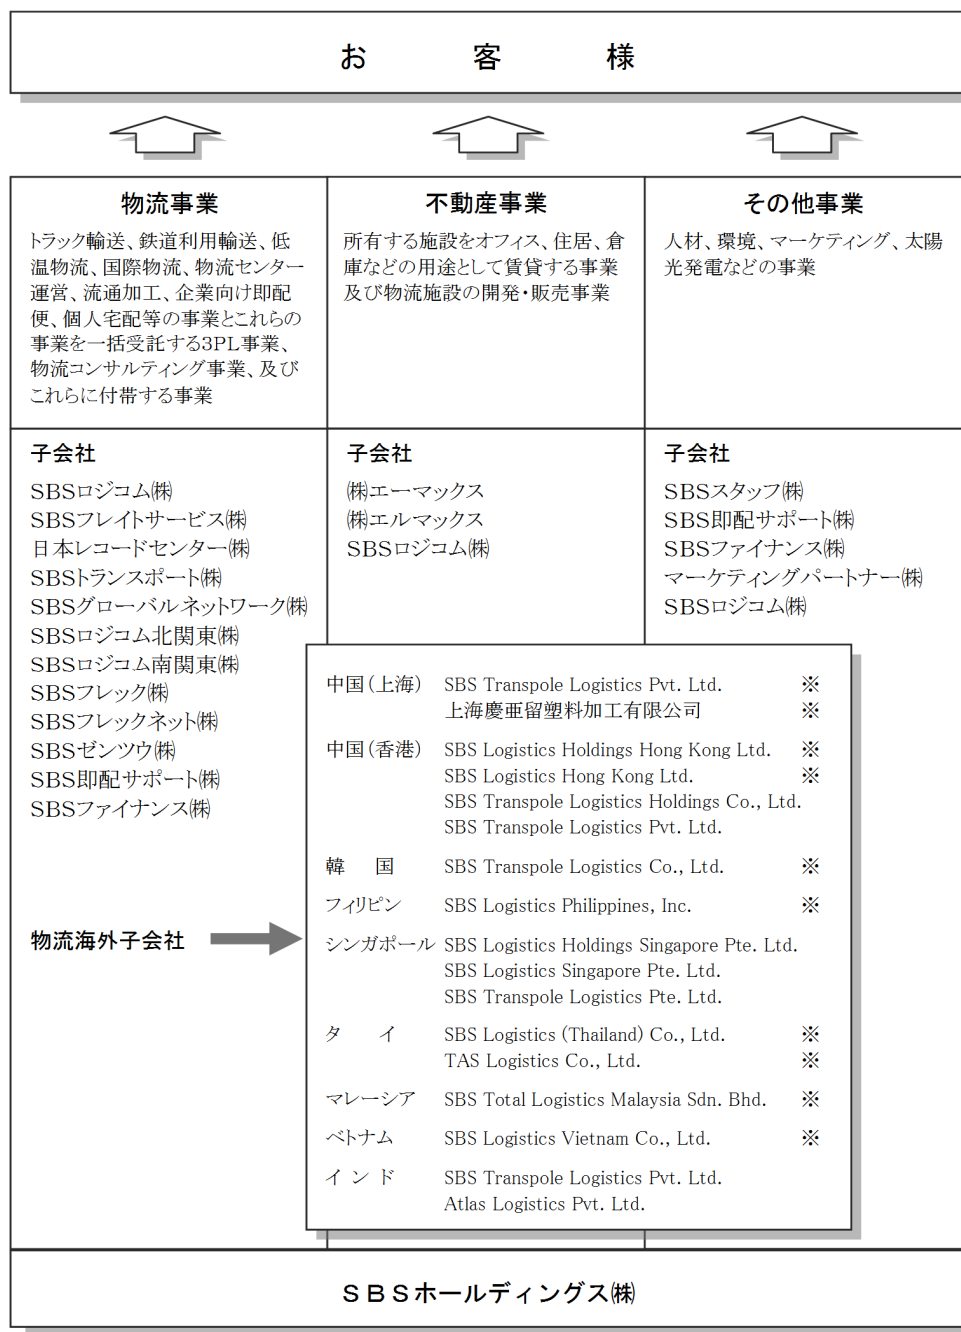 お客様
物流事業
トラック輸送、鉄道利用輸送、低
温物流、国際物流、物流センター
運営、流通加工、企業向け即配
便、個人宅配等の事業とこれらの
事業を一括受託する3PL事業、
物流コンサルティング事業、及び
これらに付帯する事業
不動産事業
所有する施設をオフィス、住居、倉
庫などの用途として賃貸する事業
及び物流施設の開発・販売事業
その他事業
人材、環境、マーケティング、太陽
光発電などの事業
子会社
SBSロジコム㈱
SBSフレイトサービス㈱
日本レコードセンター㈱
SBSトランスポート㈱
SBSグローバルネットワーク㈱
SBSロジコム北関東㈱
SBSロジコム南関東㈱
SBSフレック㈱
SBSフレックネット㈱
SBSゼンツウ㈱
SBS即配サポート㈱
SBSファイナンス㈱
子会社
㈱エーマックス
㈱エルマックス
SBSロジコム㈱
子会社
SBSスタッフ㈱
SBS即配サポート㈱
SBSファイナンス㈱
マーケティングパートナー㈱
SBSロジコム㈱
物流海外子会社
中国(上海) SBS Transpole Logistics Pvt. Ltd. ※
上海慶亜留塑料加工有限公司 ※
中国(香港) SBS Logistics Holdings Hong Kong Ltd. ※
SBS Logistics Hong Kong Ltd. ※
SBS Transpole Logistics Holdings Co., Ltd.
SBS Transpole Logistics Pvt. Ltd.
韓国 SBS Transpole Logistics Co., Ltd. ※
フィリピン SBS Logistics Philippines, Inc. ※
シンガポール SBS Logistics Holdings Singapore Pte. Ltd.
SBS Logistics Singapore Pte. Ltd.
SBS Transpole Logistics Pte. Ltd.
タイ SBS Logistics (Thailand) Co., Ltd. ※
TAS Logistics Co., Ltd. ※
マレーシア SBS Total Logistics Malaysia Sdn. Bhd. ※
ベトナム SBS Logistics Vietnam Co., Ltd. ※
インド SBS Transpole Logistics Pvt. Ltd.
Atlas Logistics Pvt. Ltd.
SBSホールディングス㈱